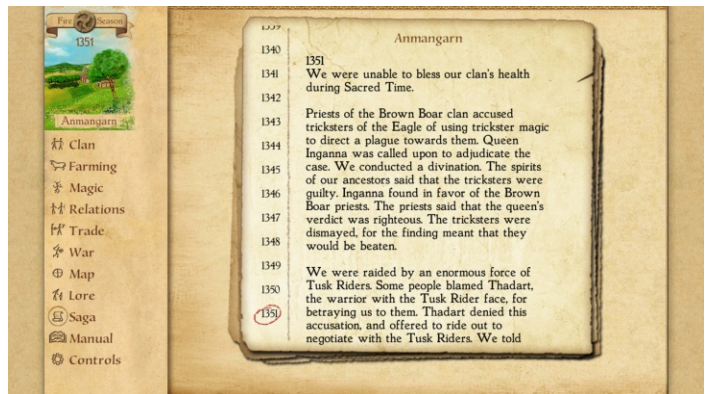 Fire Season
1351
Anmangarn
Clan
Farming
Magic
Relations
Trade
War
Map
Lore
Saga
Manual
Controls
1339
1340
1341
1342
1343
1344
1345
1346
1347
1348
1349
1350
1351
Anmangarn
1351
We were unable to bless our clan's health
during Sacred Time.
Priests of the Brown Boar clan accused
tricksters of the Eagle of using trickster magic
to direct a plague towards them. Queen
Inganna was called upon to adjudicate the
case. We conducted a divination. The spirits
of our ancestors said that the tricksters were
guilty. Inganna found in favor of the Brown
Boar priests. The priests said that the queen's
verdict was righteous. The tricksters were
dismayed, for the finding meant that they
would be beaten.
We were raided by an enormous force of
Tusk Riders. Some people blamed Thadart,
the warrior with the Tusk Rider face, for
betraying us to them. Thadart denied this
accusation, and offered to ride out to
negotiate with the Tusk Riders. We told